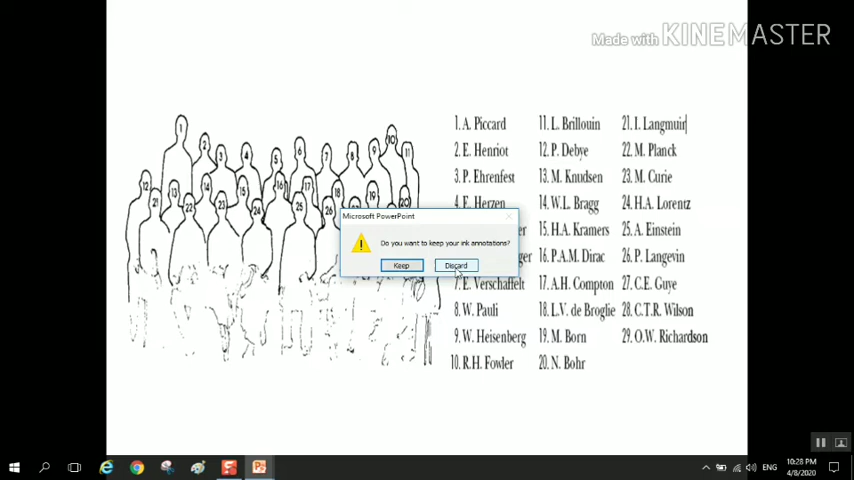 Made with KINEMASTER
1. A. Piccard
2. E. Henriot
3. P. Ehrenfest
4. E. Herzen
7. E. Verschaffelt
8. W. Pauli
9. W. Heisenberg
10. R.H. Fowler
11. L. Brillouin
12. P. Debye
13. M. Knudsen
14. W.L. Bragg
15. H.A. Kramers
16. P.A.M. Dirac
17. A.H. Compton
18. L.V. de Broglie
19. M. Born
20. N. Bohr
21. I. Langmuir
22. M. Planck
23. M. Curie
24. H.A. Lorentz
25. A. Einstein
26. P. Langevin
27. C.E. Guye
28. C.T.R. Wilson
29. O.W. Richardson
1
2
3
4
5
6
7
8
9
10
11
12
13
14
15
16
17
18
19
20
21
22
23
24
25
26
Microsoft PowerPoint
Do you want to keep your ink annotations?
Keep
Discard
ENG
10:28 PM
4/8/2020